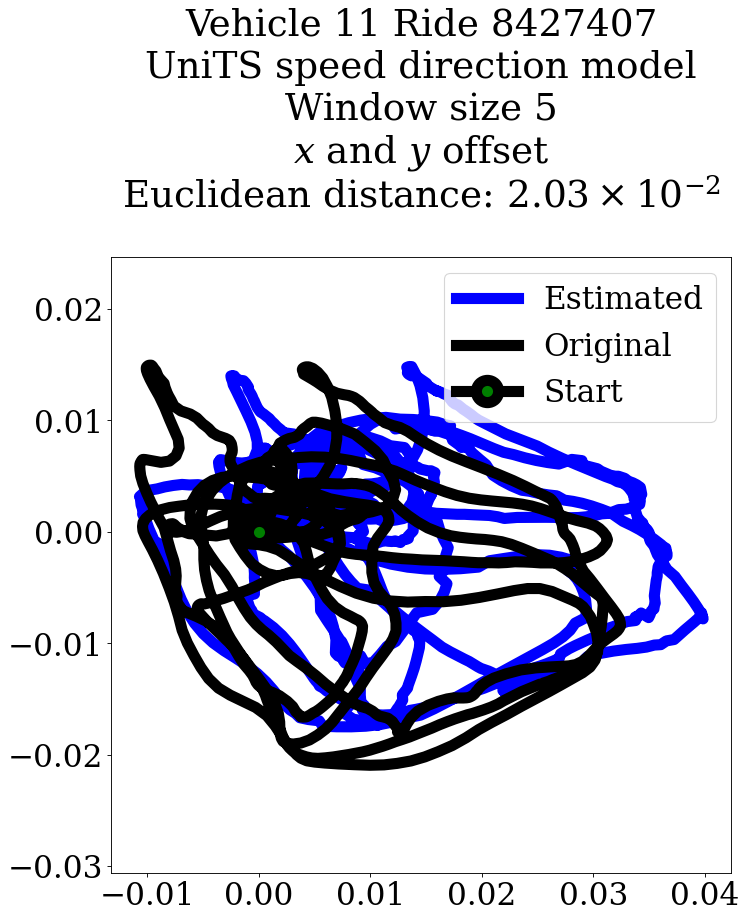 Vehicle 11 Ride 8427407
UniTS speed direction model
Window size 5
x and y offset
Euclidean distance: 2.03 × 10⁻²
Estimated
Original
Start
0.02
0.01
0.00
−0.01
−0.02
−0.03
−0.01 0.00 0.01 0.02 0.03 0.04